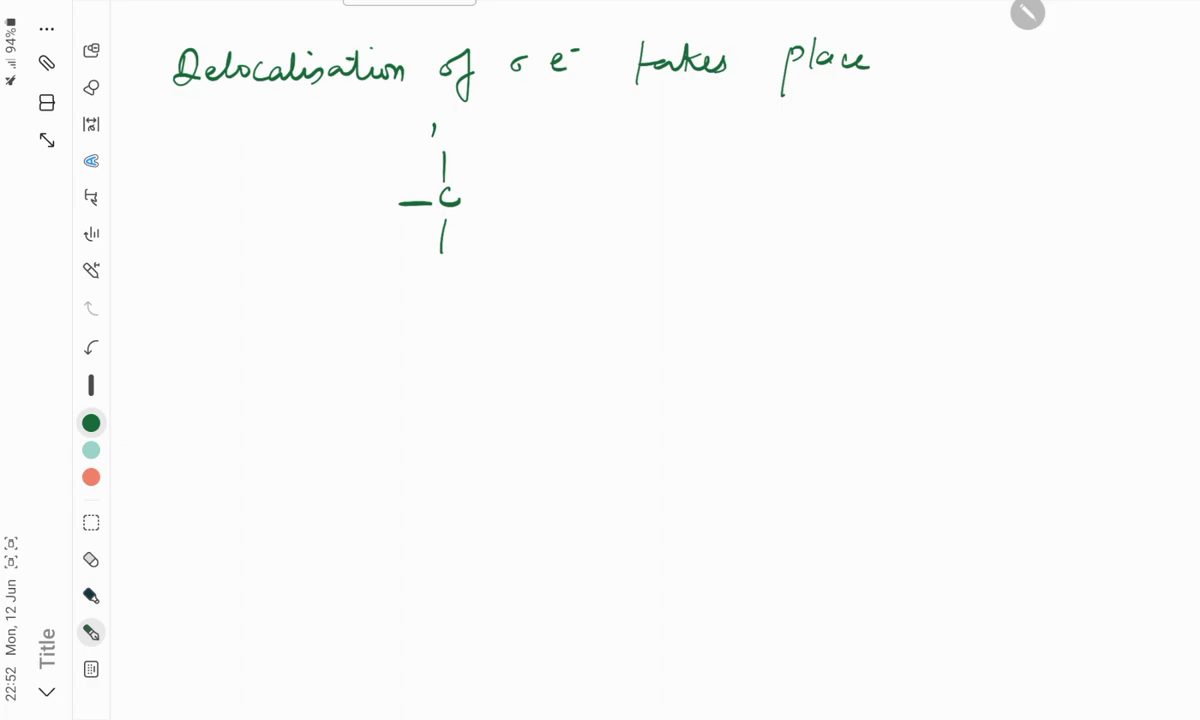 Delocalisation of σ e⁻ takes place
C
22:52 Mon, 12 Jun
94%
Title